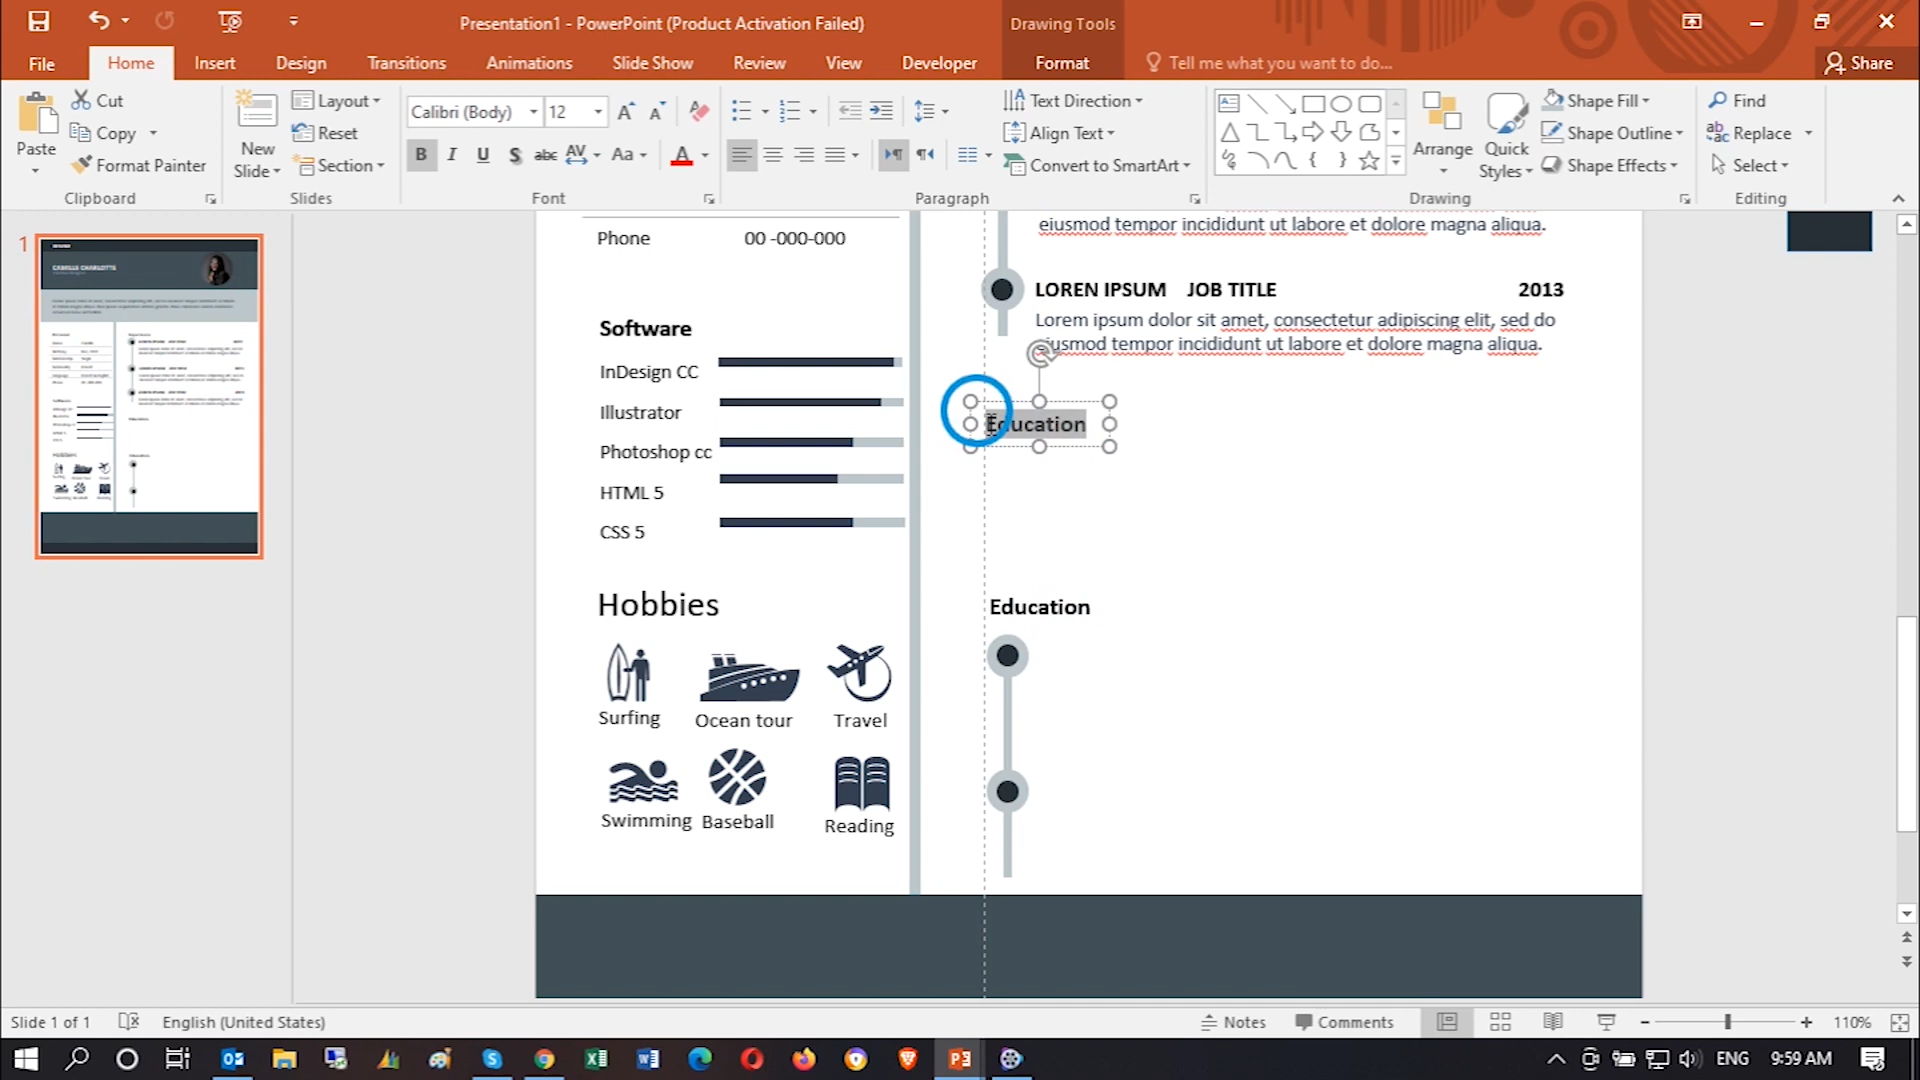 Presentation1 - PowerPoint (Product Activation Failed)
Drawing Tools
File
Home
Insert
Design
Transitions
Animations
Slide Show
Review
View
Developer
Format
Tell me what you want to do...
Share
Paste
Cut
Copy
Format Painter
Clipboard
New
Slide
Layout
Reset
Section
Slides
Calibri (Body)
12
B I U S abc AV Aa A
Font
Text Direction
Align Text
Convert to SmartArt
Paragraph
Arrange
Quick
Styles
Shape Fill
Shape Outline
Shape Effects
Drawing
Find
Replace
Select
Editing
1
CAMILLE CHARLOTTE
Phone 00 -000-000
Software
InDesign CC
Illustrator
Photoshop cc
HTML 5
CSS 5
Hobbies
Surfing
Ocean tour
Travel
Swimming
Baseball
Reading
eiusmod tempor incididunt ut labore et dolore magna aliqua.
LOREN IPSUM JOB TITLE 2013
Lorem ipsum dolor sit amet, consectetur adipiscing elit, sed do
eiusmod tempor incididunt ut labore et dolore magna aliqua.
Education
Education
Slide 1 of 1
English (United States)
Notes
Comments
110%
ENG
9:59 AM